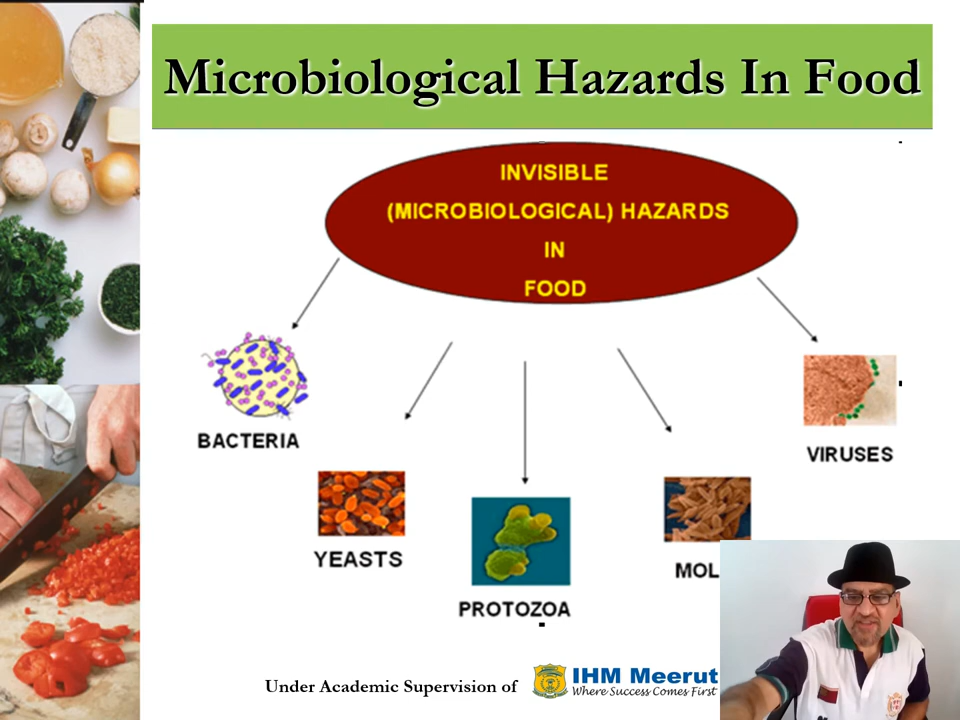 Microbiological Hazards In Food
INVISIBLE
(MICROBIOLOGICAL) HAZARDS
IN
FOOD
BACTERIA
VIRUSES
YEASTS
MOL
PROTOZOA
Under Academic Supervision of
IHM Meerut
Where Success Comes First